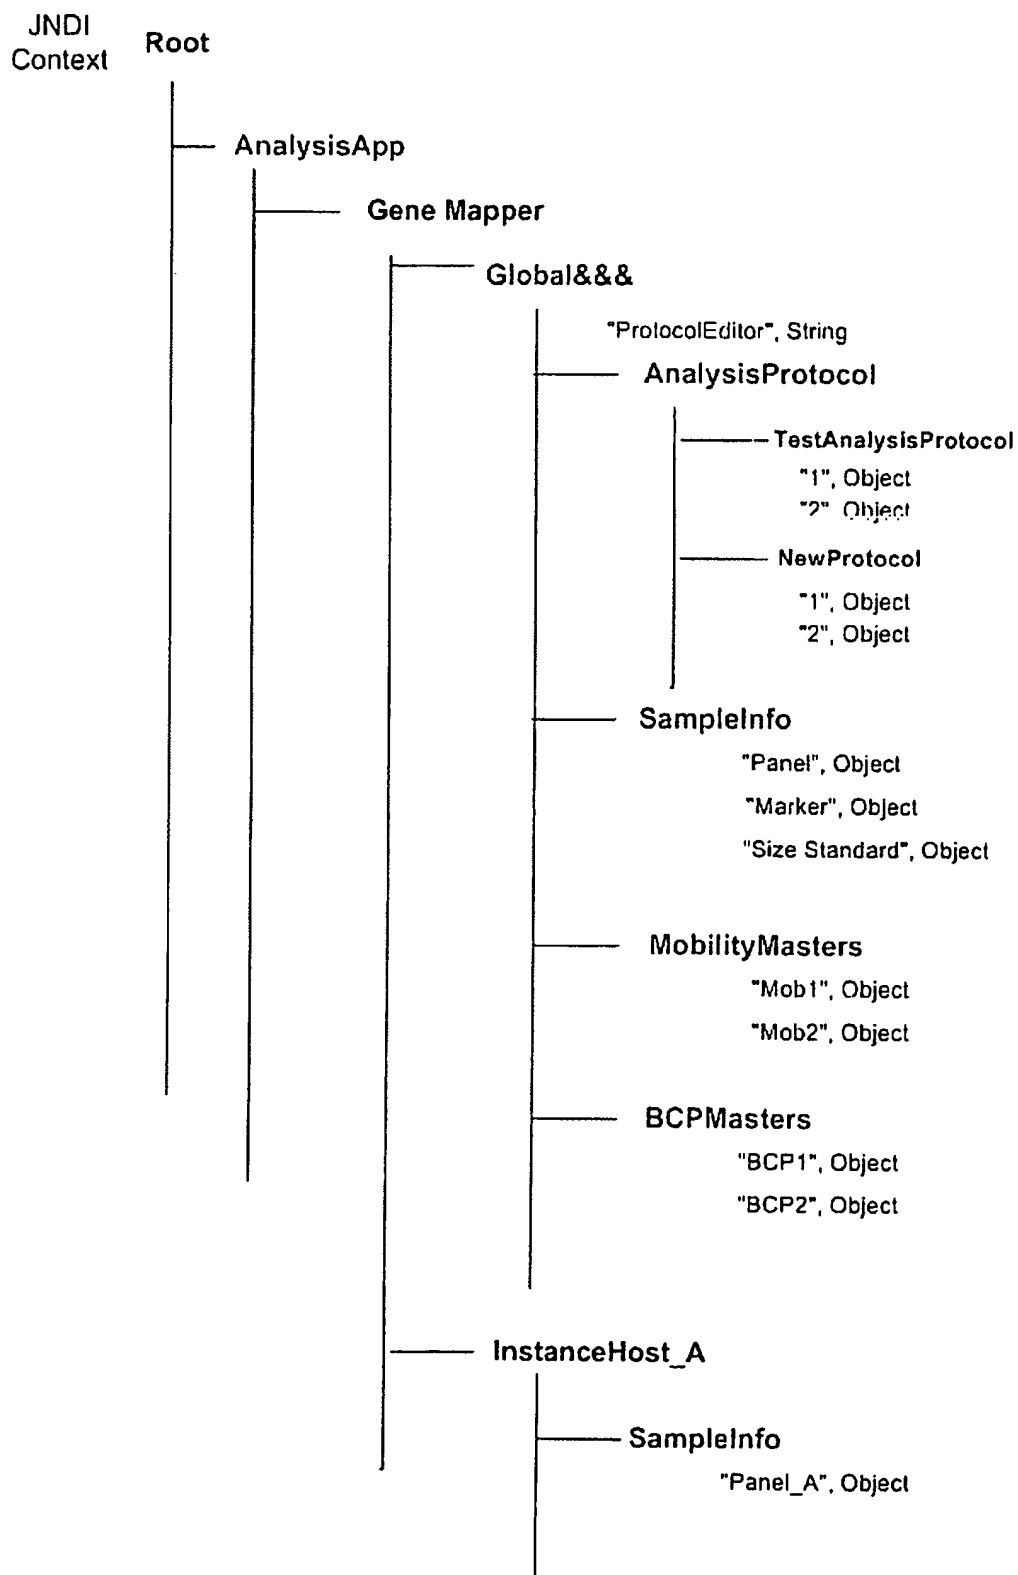 JNDI
Context
Root
AnalysisApp
Gene Mapper
Global&&&
"ProtocolEditor", String
AnalysisProtocol
TestAnalysisProtocol
"1", Object
"2" Object
NewProtocol
"1", Object
"2", Object
SampleInfo
"Panel", Object
"Marker", Object
"Size Standard", Object
MobilityMasters
"Mob1", Object
"Mob2", Object
BCPMasters
"BCP1", Object
"BCP2", Object
InstanceHost_A
SampleInfo
"Panel_A", Object